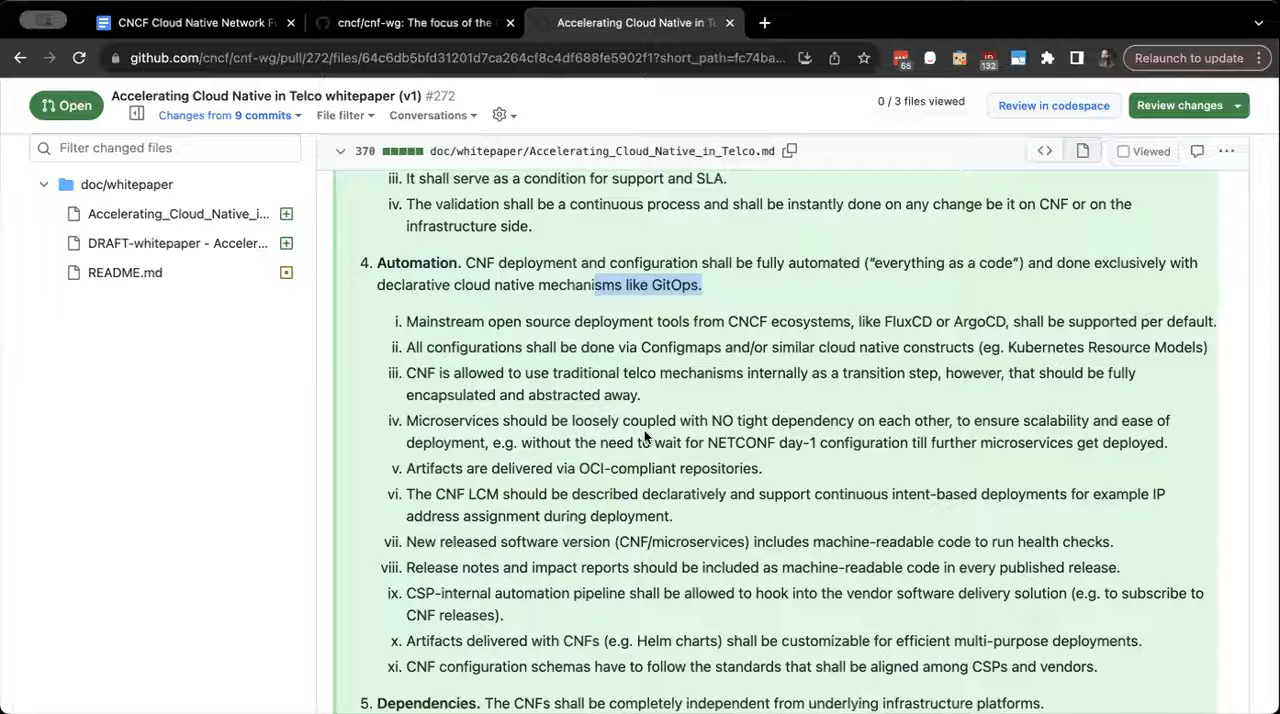 CNCF Cloud Native Network F
cncf/cnf-wg: The focus of the
Accelerating Cloud Native in T
github.com/cncf/cnf-wg/pull/272/files/64c6db5bfd31201d7ca264cf8c4df688fe5902f1?short_path=fc74ba...
65
132
Relaunch to update
Open
Accelerating Cloud Native in Telco whitepaper (v1) #272
Changes from 9 commits
File filter
Conversations
0 / 3 files viewed
Review in codespace
Review changes
Filter changed files
doc/whitepaper
Accelerating_Cloud_Native_i...
DRAFT-whitepaper - Acceler...
README.md
370 doc/whitepaper/Accelerating_Cloud_Native_in_Telco.md
Viewed
iii. It shall serve as a condition for support and SLA.
iv. The validation shall be a continuous process and shall be instantly done on any change be it on CNF or on the
infrastructure side.
4. Automation. CNF deployment and configuration shall be fully automated (“everything as a code”) and done exclusively with
declarative cloud native mechanisms like GitOps.
i. Mainstream open source deployment tools from CNCF ecosystems, like FluxCD or ArgoCD, shall be supported per default.
ii. All configurations shall be done via Configmaps and/or similar cloud native constructs (eg. Kubernetes Resource Models)
iii. CNF is allowed to use traditional telco mechanisms internally as a transition step, however, that should be fully
encapsulated and abstracted away.
iv. Microservices should be loosely coupled with NO tight dependency on each other, to ensure scalability and ease of
deployment, e.g. without the need to wait for NETCONF day-1 configuration till further microservices get deployed.
v. Artifacts are delivered via OCI-compliant repositories.
vi. The CNF LCM should be described declaratively and support continuous intent-based deployments for example IP
address assignment during deployment.
vii. New released software version (CNF/microservices) includes machine-readable code to run health checks.
viii. Release notes and impact reports should be included as machine-readable code in every published release.
ix. CSP-internal automation pipeline shall be allowed to hook into the vendor software delivery solution (e.g. to subscribe to
CNF releases).
x. Artifacts delivered with CNFs (e.g. Helm charts) shall be customizable for efficient multi-purpose deployments.
xi. CNF configuration schemas have to follow the standards that shall be aligned among CSPs and vendors.
5. Dependencies. The CNFs shall be completely independent from underlying infrastructure platforms.